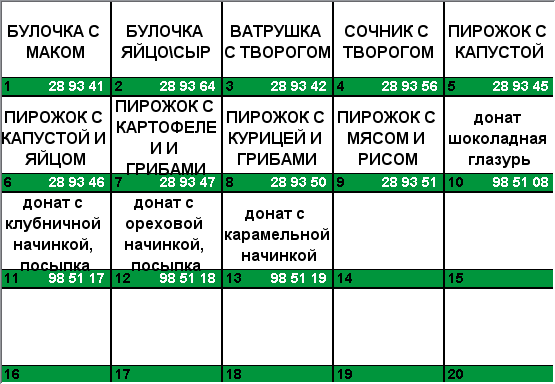 БУЛОЧКА С
МАКОМ
1 28 93 41
БУЛОЧКА
ЯЙЦО\СЫР
2 28 93 64
ВАТРУШКА
С ТВОРОГОМ
3 28 93 42
СОЧНИК С
ТВОРОГОМ
4 28 93 56
ПИРОЖОК С
КАПУСТОЙ
5 28 93 45
ПИРОЖОК С
КАПУСТОЙ И
ЯЙЦОМ
6 28 93 46
ПИРОЖОК С
КАРТОФЕЛЕ
И И
ГРИБАМИ
7 28 93 47
ПИРОЖОК С
КУРИЦЕЙ И
ГРИБАМИ
8 28 93 50
ПИРОЖОК С
МЯСОМ И
РИСОМ
9 28 93 51
донат
шоколадная
глазурь
10 98 51 08
донат с
клубничной
начинкой,
посыпка
11 98 51 17
донат с
ореховой
начинкой,
посыпка
12 98 51 18
донат с
карамельной
начинкой
13 98 51 19
14
15
16
17
18
19
20